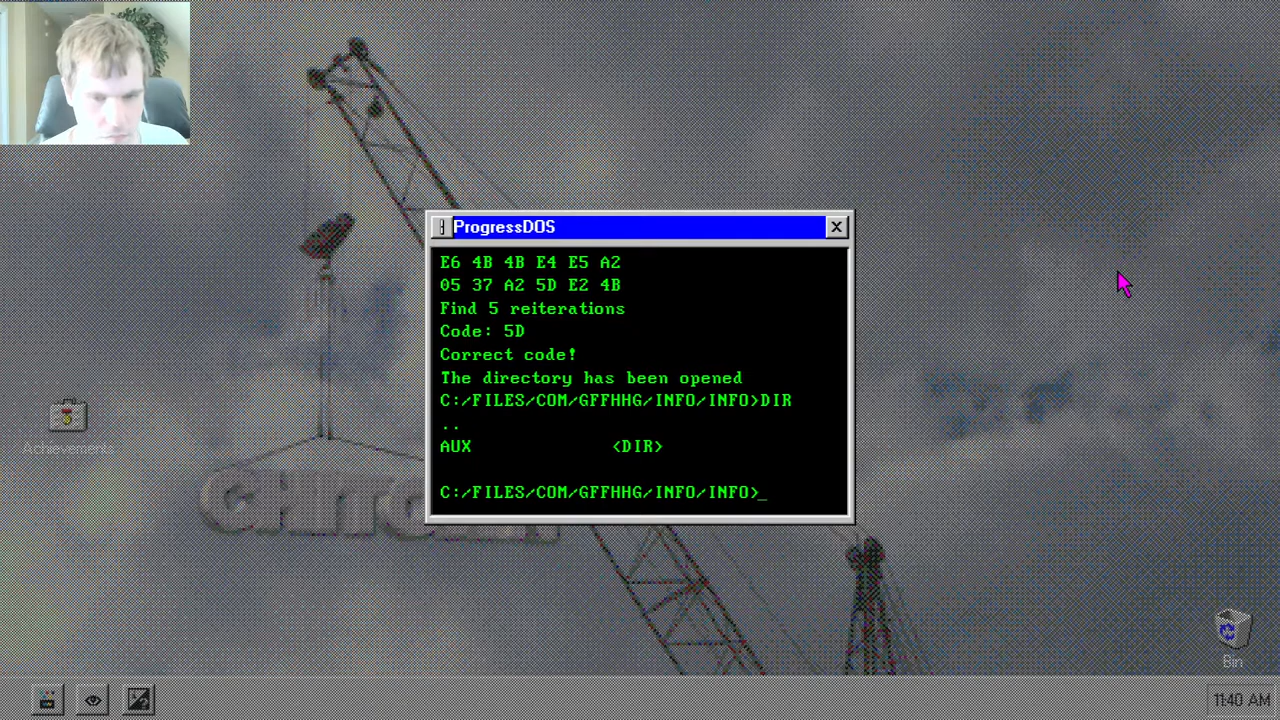 ProgressDOS
E6 4B 4B E4 E5 A2
05 37 A2 5D E2 4B
Find 5 reiterations
Code: 5D
Correct code!
The directory has been opened
C:/FILES/COM/GFFHHG/INFO/INFO>DIR
..
AUX <DIR>
C:/FILES/COM/GFFHHG/INFO/INFO>_
Achievements
Bin
11:40 AM